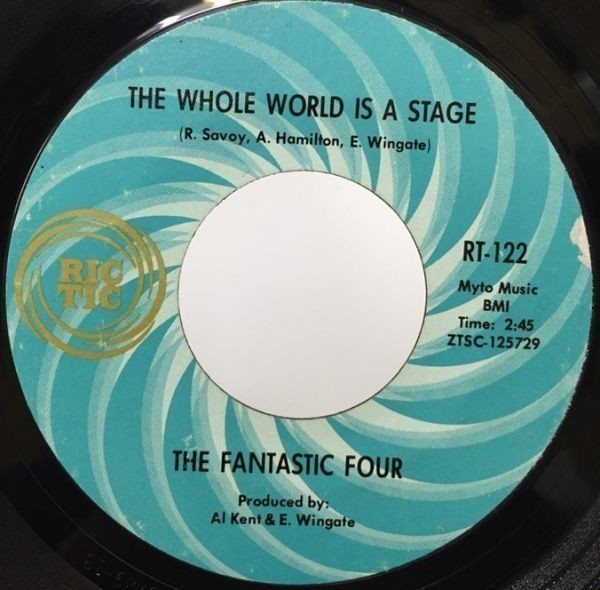 THE WHOLE WORLD IS A STAGE
(R. Savoy, A. Hamilton, E. Wingate)
RIC
TIC
RT-122
Myto Music
BMI
Time: 2:45
ZTSC-125729
THE FANTASTIC FOUR
Produced by:
Al Kent & E. Wingate